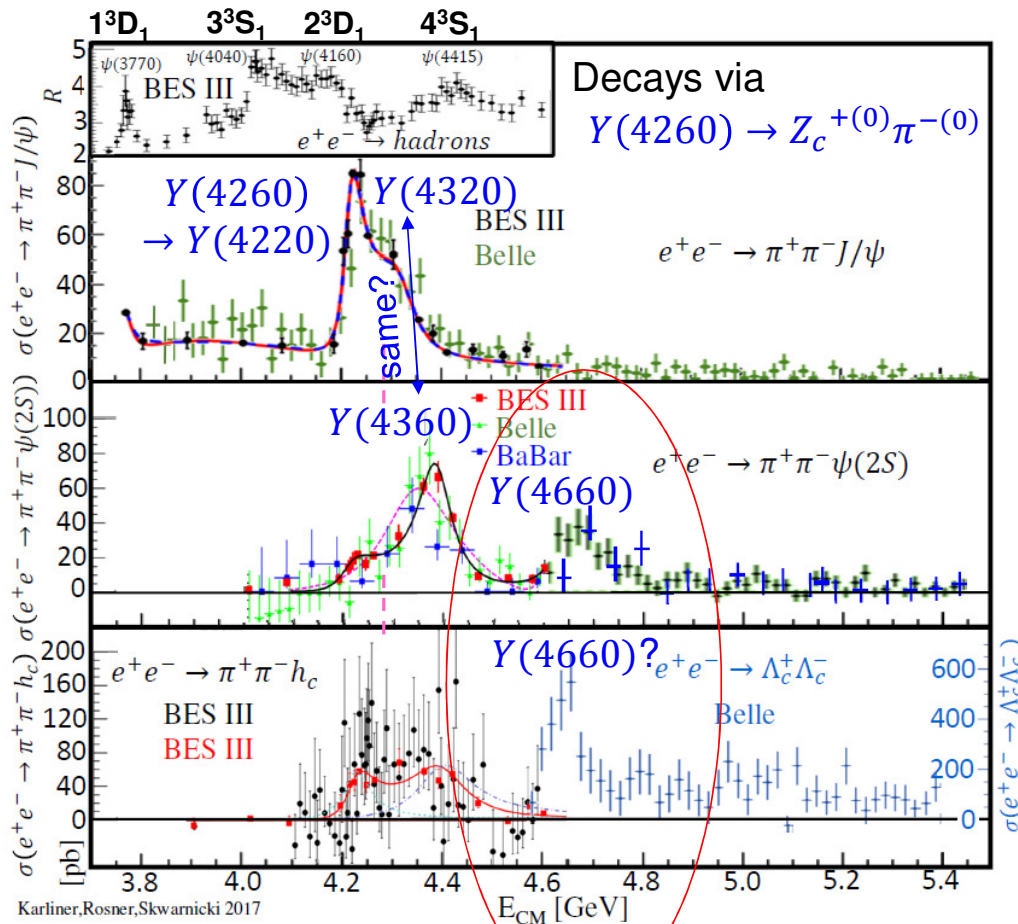 1³D₁ 3³S₁ 2³D₁ 4³S₁
ψ(3770) ψ(4040) ψ(4160) ψ(4415)
R
5
4
3
2
BES III
e⁺e⁻ → hadrons
Decays via
Y(4260) → Z_c⁺⁽⁰⁾π⁻⁽⁰⁾
σ(e⁺e⁻ → π⁺π⁻J/ψ)
80
60
40
20
0
Y(4260)
→ Y(4220)
Y(4320)
BES III
Belle
e⁺e⁻ → π⁺π⁻J/ψ
same?
σ(e⁺e⁻ → π⁺π⁻ψ(2S))
100
80
60
40
20
0
Y(4360)
BES III
Belle
BaBar
e⁺e⁻ → π⁺π⁻ψ(2S)
Y(4660)
σ(e⁺e⁻ → π⁺π⁻h_c)
[pb]
200
160
120
80
40
0
e⁺e⁻ → π⁺π⁻h_c
BES III
BES III
Y(4660)?
e⁺e⁻ → Λ_c⁺Λ_c⁻
Belle
600
400
200
0
σ(e⁺e⁻ → Λ_c⁺Λ_c⁻)
3.8 4.0 4.2 4.4 4.6 4.8 5.0 5.2 5.4
E_CM [GeV]
Karliner,Rosner,Skwarnicki 2017